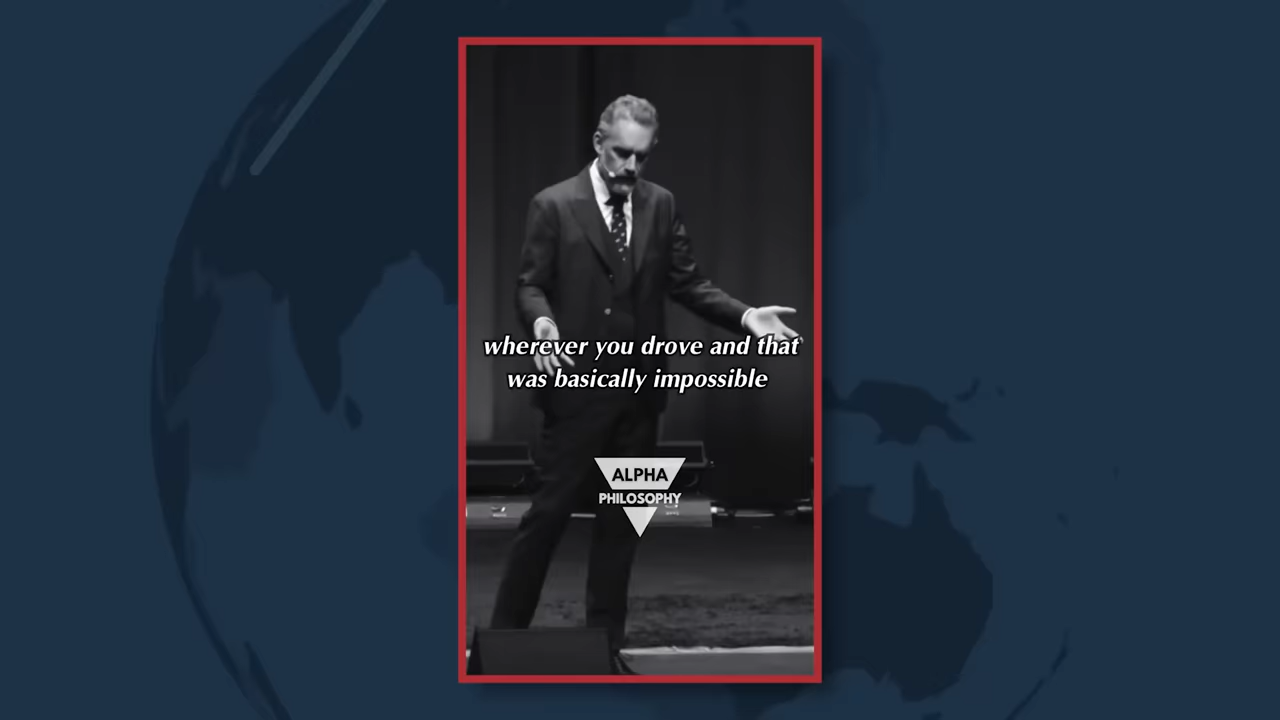 wherever you drove and that
was basically impossible
ALPHA
PHILOSOPHY